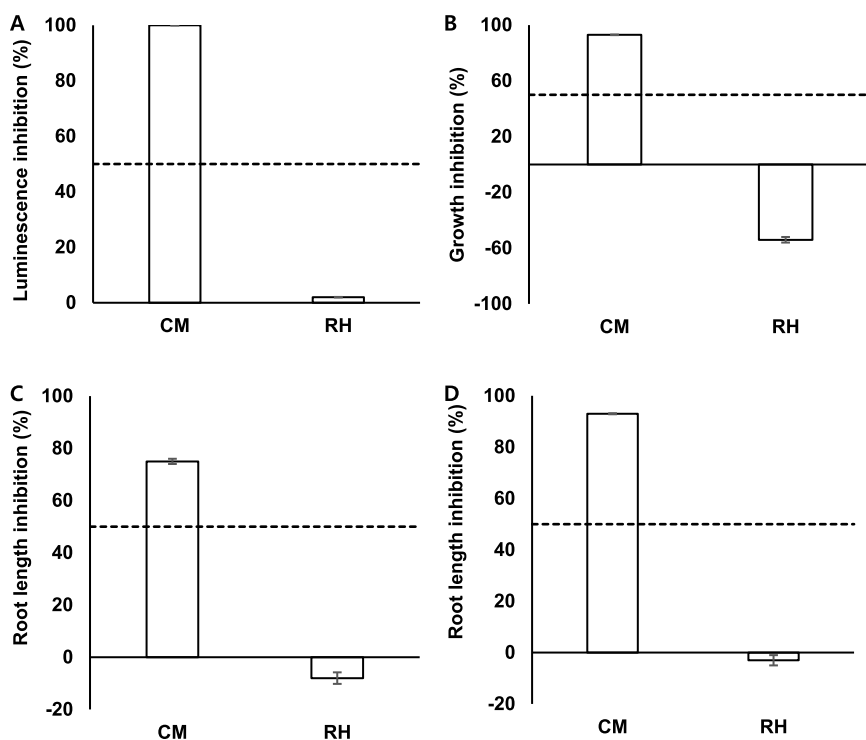 A
Luminescence inhibition (%)
100
80
60
40
20
0
CM
RH
B
Growth inhibition (%)
100
60
20
-20
-60
-100
CM
RH
C
Root length inhibition (%)
100
80
60
40
20
0
-20
CM
RH
D
Root length inhibition (%)
100
80
60
40
20
0
-20
CM
RH